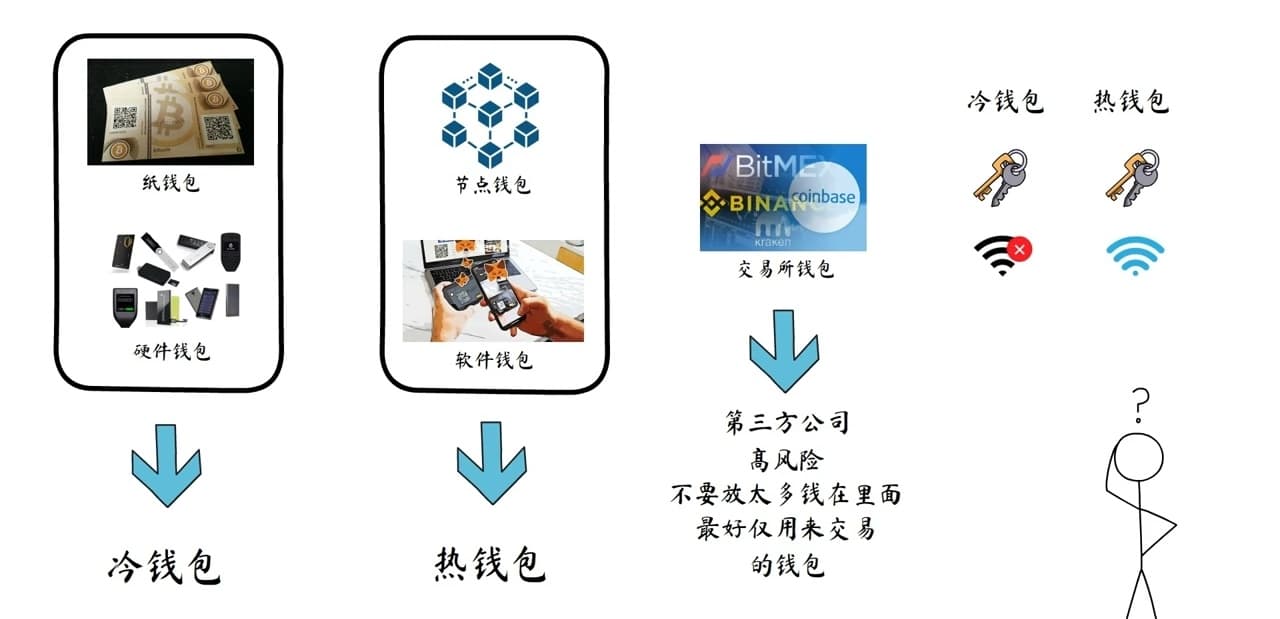 纸钱包
硬件钱包
冷钱包
节点钱包
软件钱包
热钱包
BitMEX
BINAN
coinbase
kraken
交易所钱包
第三方公司
高风险
不要放太多钱在里面
最好仅用来交易
的钱包
冷钱包
热钱包
?